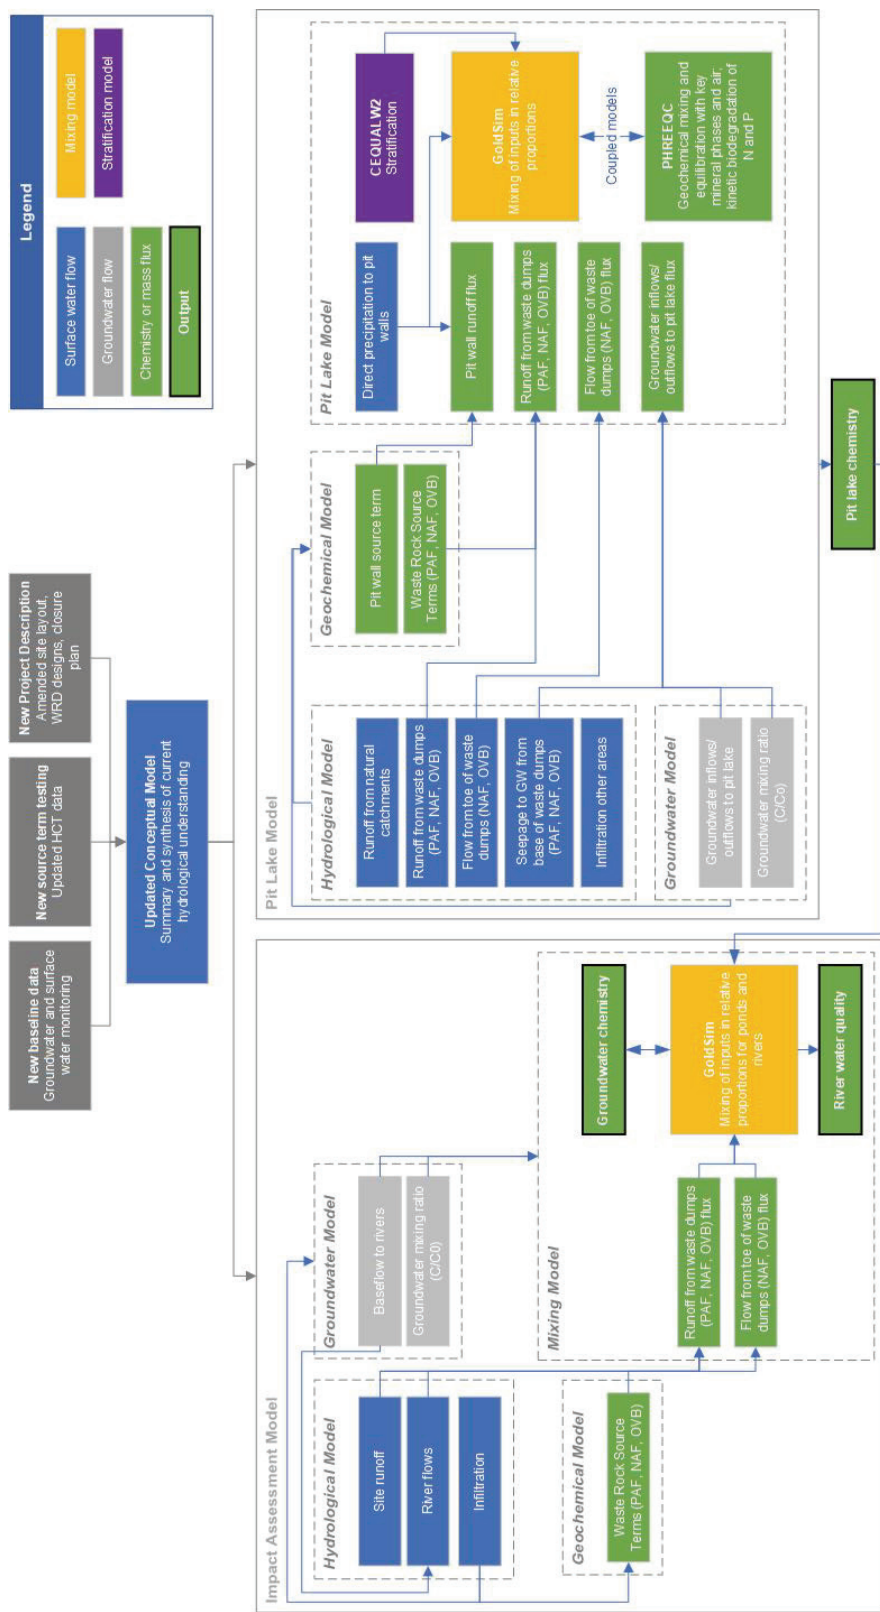 New baseline data
Groundwater and surface
water monitoring
New source term testing
Updated HCT data
New Project Description
Amended site layout,
WRD designs, closure
plan
Updated Conceptual Model
Summary and synthesis of current
hydrological understanding
Legend
Surface water flow
Groundwater flow
Chemistry or mass flux
Output
Mixing model
Stratification model
Impact Assessment Model
Hydrological Model
Site runoff
River flows
Infiltration
Groundwater Model
Baseflow to rivers
Groundwater mixing ratio
(C/C0)
Geochemical Model
Waste Rock Source
Terms (PAF, NAF, OVB)
Mixing Model
Runoff from waste dumps
(PAF, NAF, OVB) flux
Flow from toe of waste
dumps (NAF, OVB) flux
Groundwater chemistry
GoldSim
Mixing of inputs in relative
proportions for ponds and
rivers
River water quality
Pit Lake Model
Hydrological Model
Runoff from natural
catchments
Runoff from waste dumps
(PAF, NAF, OVB)
Flow from toe of waste
dumps (NAF, OVB)
Seepage to GW from
base of waste dumps
(PAF, NAF, OVB)
Infiltration other areas
Groundwater Model
Groundwater inflows/
outflows to pit lake
Groundwater mixing ratio
(C/Co)
Geochemical Model
Pit wall source term
Waste Rock Source
Terms (PAF, NAF, OVB)
Pit Lake Model
Direct precipitation to pit
walls
Pit wall runoff flux
Runoff from waste dumps
(PAF, NAF, OVB) flux
Flow from toe of waste
dumps (NAF, OVB) flux
Groundwater inflows/
outflows to pit lake flux
CEQUALW2
Stratification
GoldSim
Mixing of inputs in relative
proportions
Coupled models
PHREEQC
Geochemical mixing and
equilibration with key
mineral phases and air;
kinetic biodegradation of
N and P
Pit lake chemistry